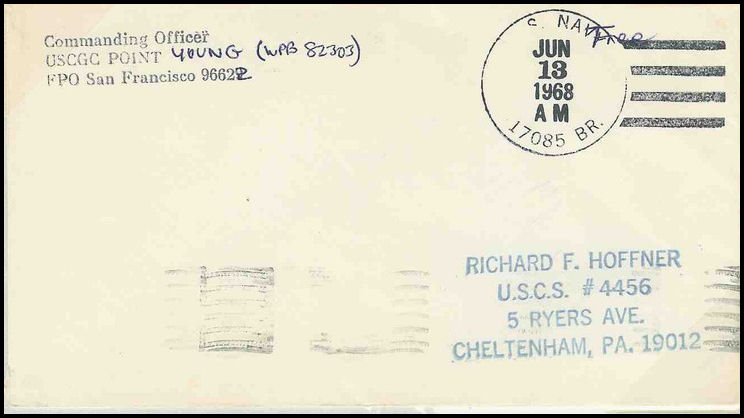 Commanding Officer
USCGC POINT YOUNG (WPB 82303)
FPO San Francisco 96622
Free
JUN
13
1968
AM
17085 BR.
RICHARD F. HOFFNER
U.S.C.S. #4456
5 RYERS AVE.
CHELTENHAM, PA. 19012